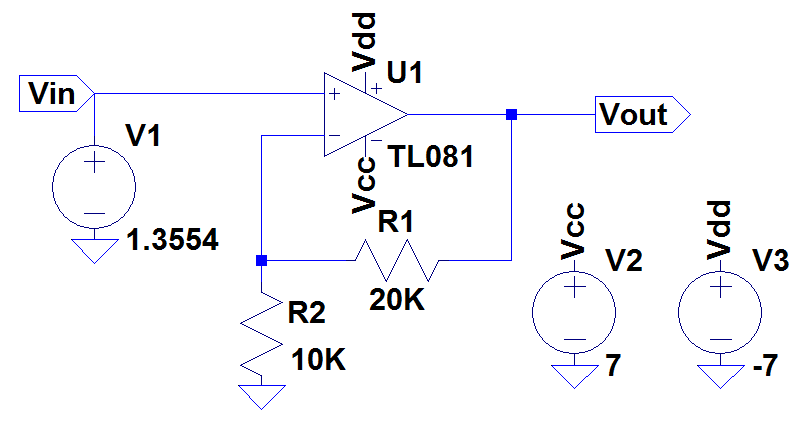 Vdd
U1
Vin
+
+
Vout
V1
−
−
TL081
+
Vcc
−
1.3554
R1
Vcc
Vdd
V2
V3
20K
+
+
R2
10K
−
−
7
-7